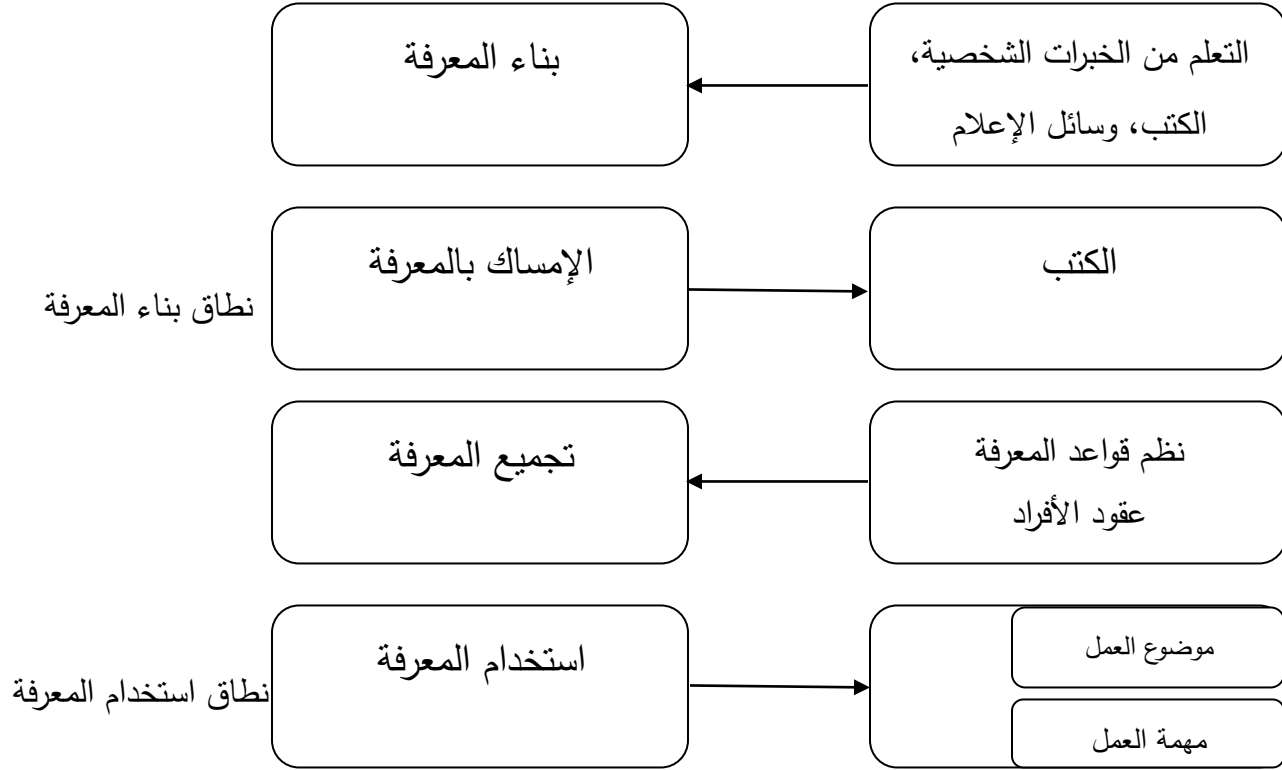 التعلم من الخبرات الشخصية،
الكتب، وسائل الإعلام
بناء المعرفة
الكتب
الإمساك بالمعرفة
نطاق بناء المعرفة
نظم قواعد المعرفة
عقود الأفراد
تجميع المعرفة
موضوع العمل
مهمة العمل
استخدام المعرفة
نطاق استخدام المعرفة